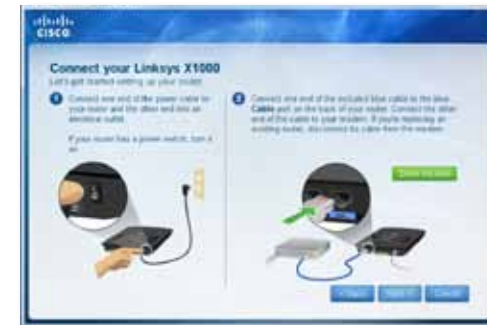 CISCO
Connect your Linksys X1000
Let's get started setting up your router.
1 Connect one end of the power cable to
your router and the other end into an
electrical outlet.
If your router has a power switch, turn it
on.
2 Connect one end of the included blue cable to the blue
Cable port on the back of your router. Connect the other
end of the cable to your modem. If you're replacing an
existing router, disconnect its cable from the modem.
< Back
Next >
Cancel